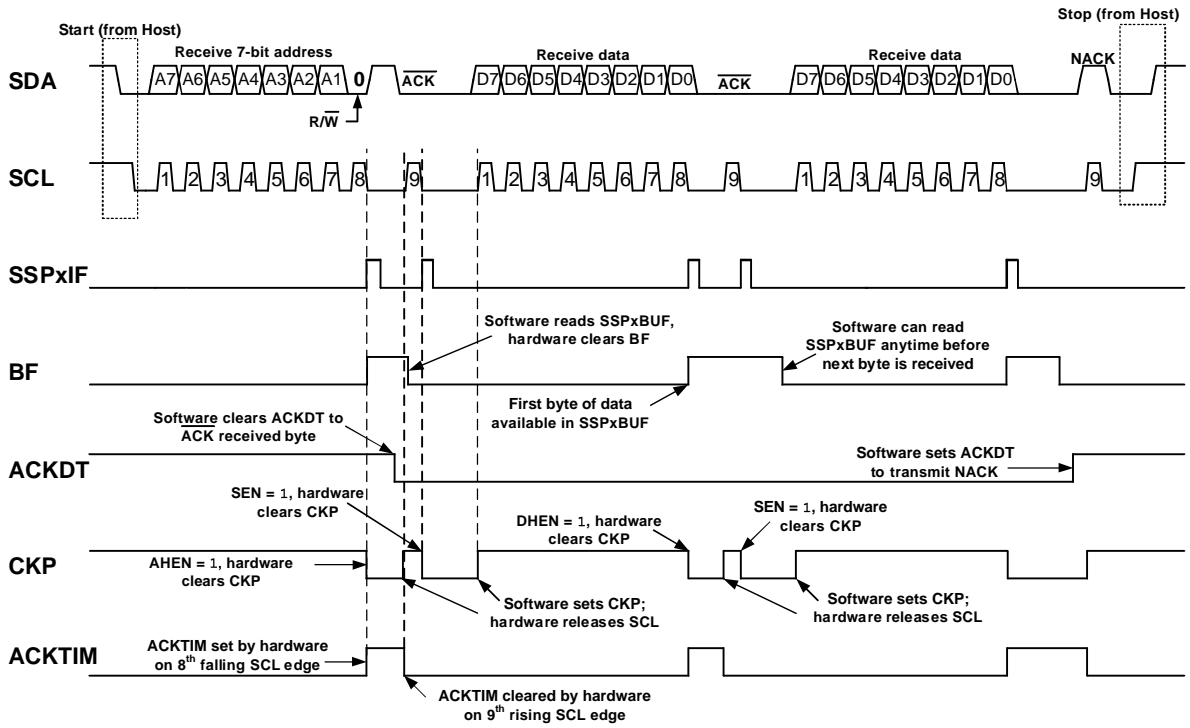 Start (from Host)
Stop (from Host)
Receive 7-bit address
Receive data
Receive data
SDA
A7 A6 A5 A4 A3 A2 A1 0
ACK
D7 D6 D5 D4 D3 D2 D1 D0
ACK
D7 D6 D5 D4 D3 D2 D1 D0
NACK
R/W
SCL
1 2 3 4 5 6 7 8 9
1 2 3 4 5 6 7 8 9
1 2 3 4 5 6 7 8 9
SSPxIF
Software reads SSPxBUF,
hardware clears BF
Software can read
SSPxBUF anytime before
next byte is received
BF
First byte of data
available in SSPxBUF
Software clears ACKDT to
ACK received byte
ACKDT
Software sets ACKDT
to transmit NACK
SEN = 1, hardware
clears CKP
DHEN = 1, hardware
clears CKP
SEN = 1, hardware
clears CKP
CKP
AHEN = 1, hardware
clears CKP
Software sets CKP;
hardware releases SCL
Software sets CKP;
hardware releases SCL
ACKTIM
ACKTIM set by hardware
on 8th falling SCL edge
ACKTIM cleared by hardware
on 9th rising SCL edge